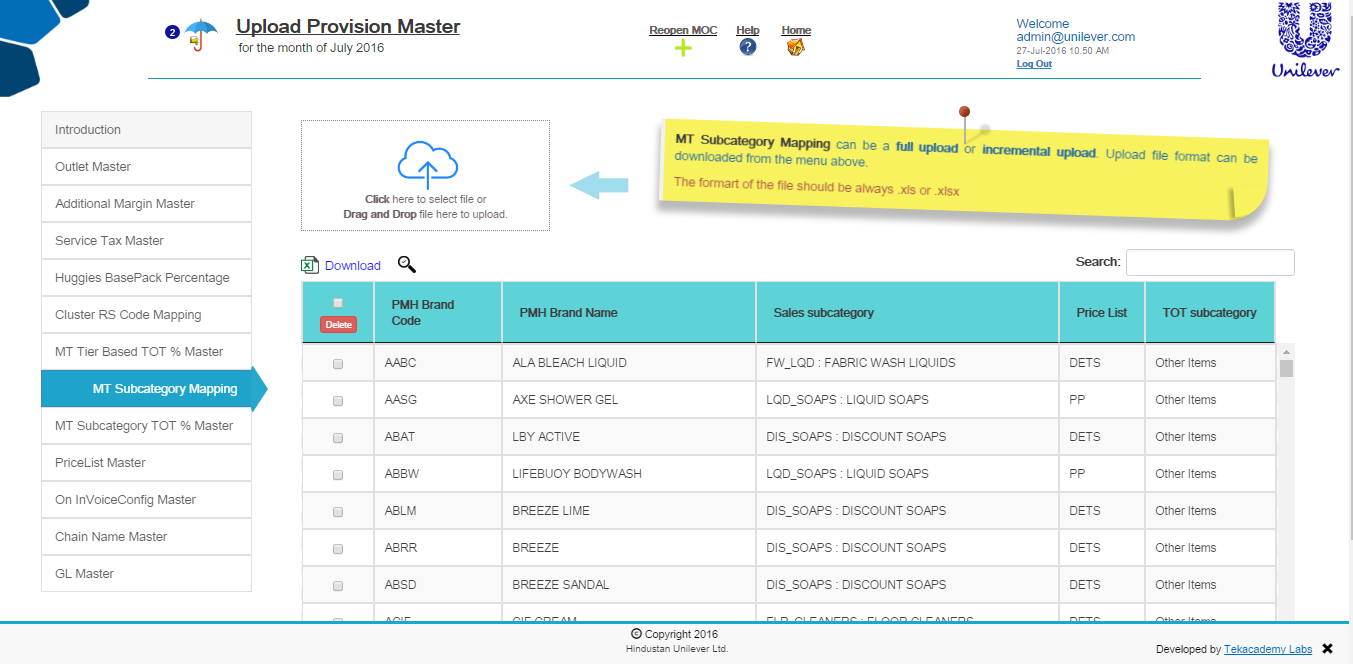 2
Upload Provision Master
for the month of July 2016
Reopen MOC Help Home
Welcome
admin@unilever.com
27-Jul-2016 10.50 AM
Log Out
Unilever
Introduction
Outlet Master
Additional Margin Master
Service Tax Master
Huggies BasePack Percentage
Cluster RS Code Mapping
MT Tier Based TOT % Master
MT Subcategory Mapping
MT Subcategory TOT % Master
PriceList Master
On InVoiceConfig Master
Chain Name Master
GL Master
Click here to select file or
Drag and Drop file here to upload.
MT Subcategory Mapping can be a full upload or incremental upload. Upload file format can be
downloaded from the menu above.
The formart of the file should be always .xls or .xlsx
Download
Search:
Delete
PMH Brand
Code
PMH Brand Name
Sales subcategory
Price List
TOT subcategory
AABC ALA BLEACH LIQUID FW_LQD : FABRIC WASH LIQUIDS DETS Other Items
AASG AXE SHOWER GEL LQD_SOAPS : LIQUID SOAPS PP Other Items
ABAT LBY ACTIVE DIS_SOAPS : DISCOUNT SOAPS DETS Other Items
ABBW LIFEBUOY BODYWASH LQD_SOAPS : LIQUID SOAPS PP Other Items
ABLM BREEZE LIME DIS_SOAPS : DISCOUNT SOAPS DETS Other Items
ABRR BREEZE DIS_SOAPS : DISCOUNT SOAPS DETS Other Items
ABSD BREEZE SANDAL DIS_SOAPS : DISCOUNT SOAPS DETS Other Items
ACIF CIF CREAM FLR_CLEANERS : FLOOR CLEANERS DETS Other Items
© Copyright 2016
Hindustan Unilever Ltd.
Developed by Tekacademy Labs